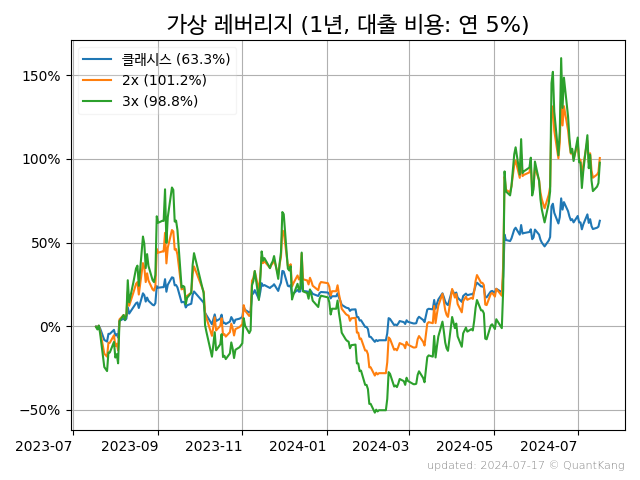 가상 레버리지 (1년, 대출 비용: 연 5%)
클래시스 (63.3%)
2x (101.2%)
3x (98.8%)
150%
100%
50%
0%
−50%
2023-07
2023-09
2023-11
2024-01
2024-03
2024-05
2024-07
updated: 2024-07-17 © QuantKang